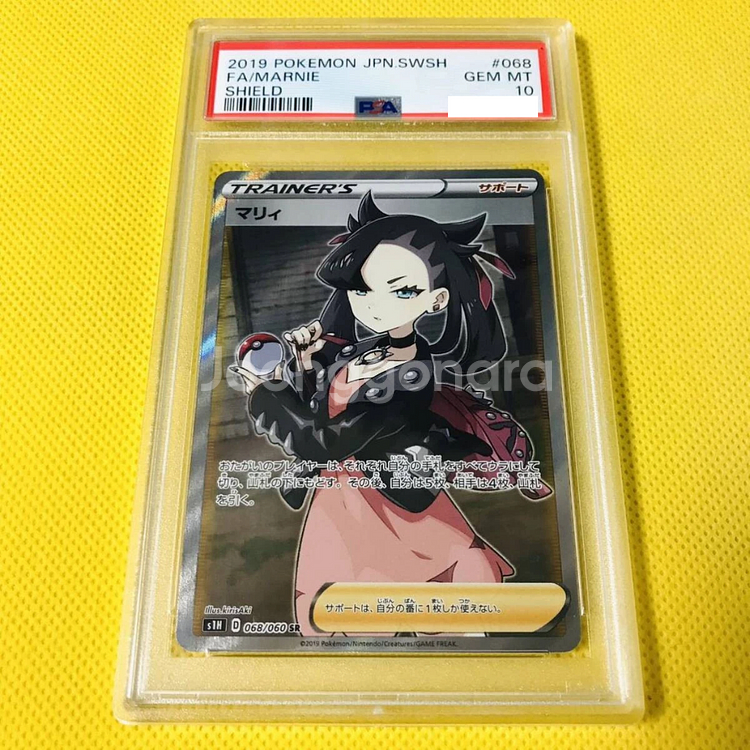 2019 POKEMON JPN.SWSH #068
FA/MARNIE GEM MT
SHIELD 10
PSA
TRAINER'S サポート
マリィ
Joonggonara
おたがいのプレイヤーは、それぞれ自分の手札をすべてウラにして
切り、山札の下にもどす。その後、自分は5枚、相手は4枚、山札
を引く。
サポートは、自分の番に1枚しか使えない。
Illus.kirisAki
s1H D 068/060 SR
©2019 Pokémon/Nintendo/Creatures/GAME FREAK.